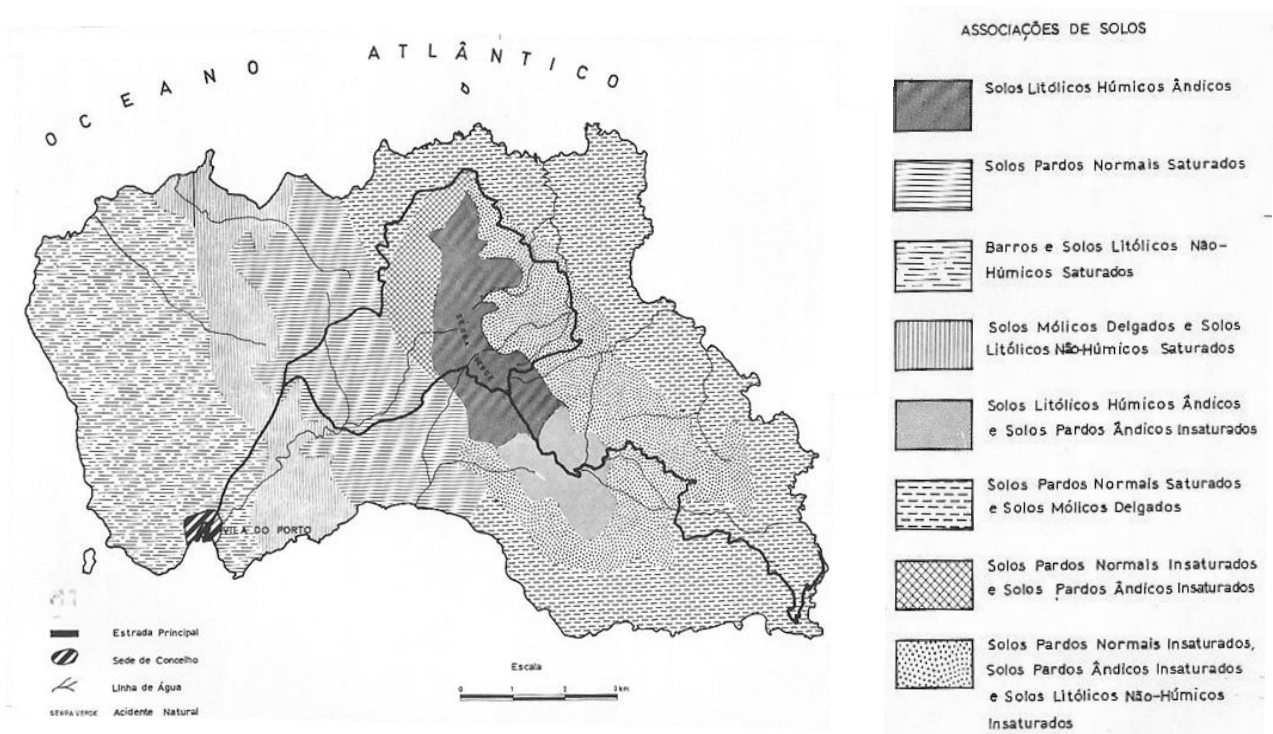 OCEANO ATLÂNTICO
SERRA VERDE
VILA DO PORTO
Estrada Principal
Sede de Concelho
Linha de Água
SERRA VERDE Acidente Natural
Escala
0 1 2 3 km
ASSOCIAÇÕES DE SOLOS
Solos Litólicos Húmicos Ândicos
Solos Pardos Normais Saturados
Barros e Solos Litólicos Não-
Húmicos Saturados
Solos Mólicos Delgados e Solos
Litólicos Não-Húmicos Saturados
Solos Litólicos Húmicos Ândicos
e Solos Pardos Ândicos Insaturados
Solos Pardos Normais Saturados
e Solos Mólicos Delgados
Solos Pardos Normais Insaturados
e Solos Pardos Ândicos Insaturados
Solos Pardos Normais Insaturados,
Solos Pardos Ândicos Insaturados
e Solos Litólicos Não-Húmicos
Insaturados